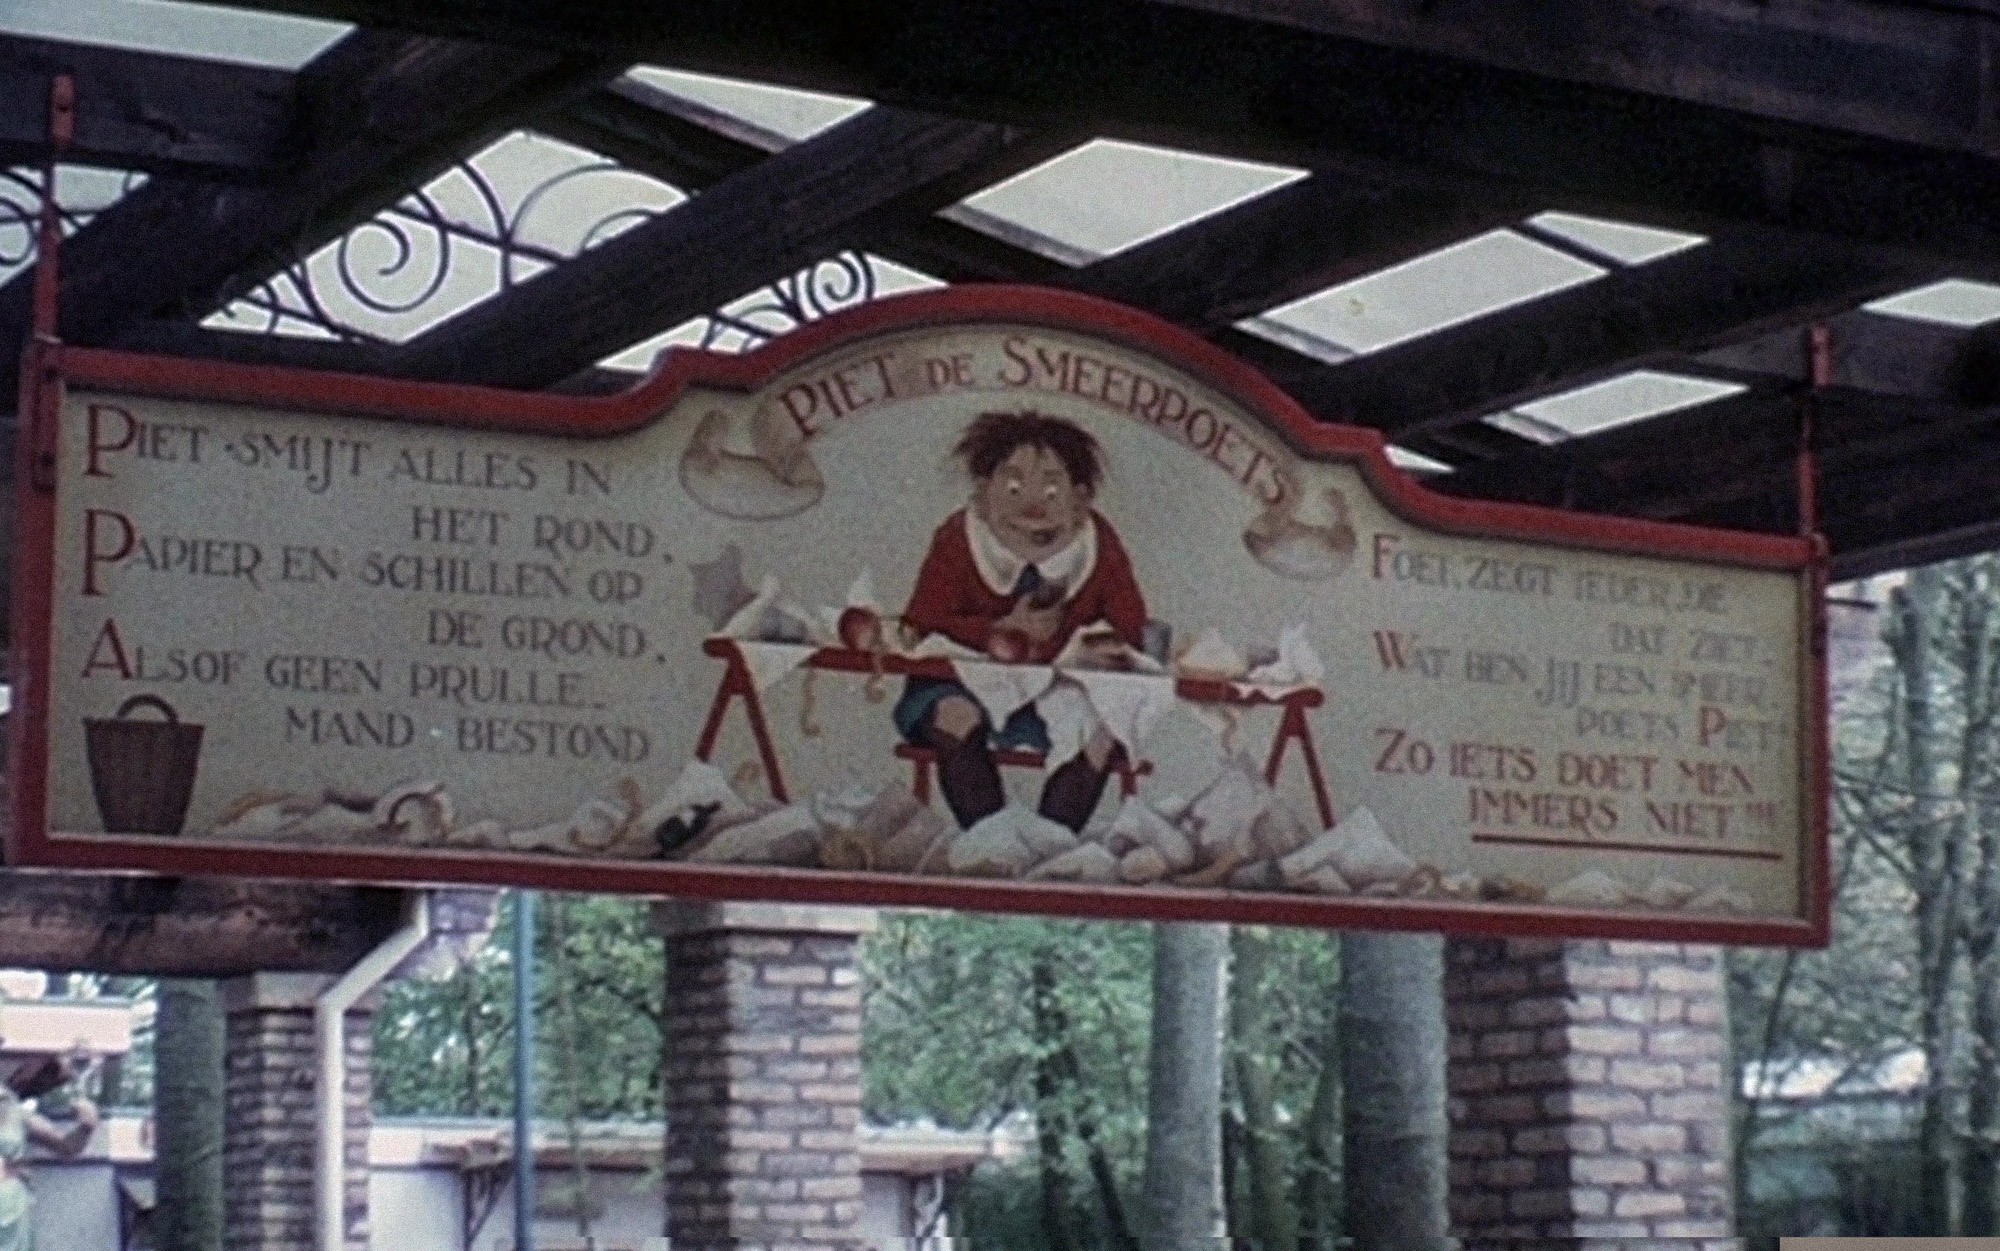 PIET DE SMEERPOETS
PIET SMIJT ALLES IN
HET ROND.
PAPIER EN SCHILLEN OP
DE GROND.
ALSOF GEEN PRULLE-
MAND BESTOND
FOEI, ZEGT IEDER, DIE
DAT ZIET.
WAT BEN JIJ EEN SMEER-
POETS PIET
ZO IETS DOET MEN
IMMERS NIET!!!